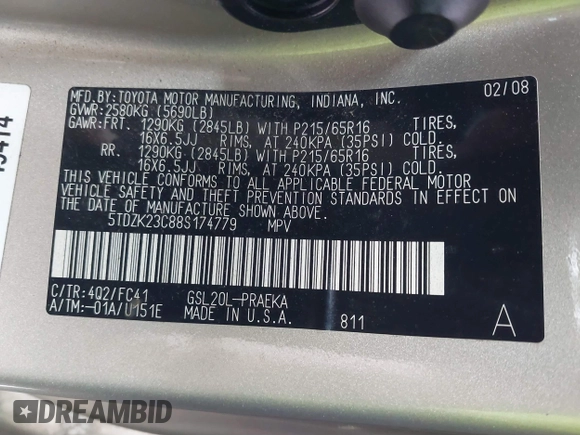 MFD.BY:TOYOTA MOTOR MANUFACTURING, INDIANA, INC. 02/08
GVWR:2580KG (5690LB)
GAWR:FRT. 1290KG (2845LB) WITH P215/65R16 TIRES,
16X6.5JJ RIMS, AT 240KPA (35PSI) COLD.
RR. 1290KG (2845LB) WITH P215/65R16 TIRES,
16X6.5JJ RIMS, AT 240KPA (35PSI) COLD.
THIS VEHICLE CONFORMS TO ALL APPLICABLE FEDERAL MOTOR
VEHICLE SAFETY AND THEFT PREVENTION STANDARDS IN EFFECT ON
THE DATE OF MANUFACTURE SHOWN ABOVE.
5TDZK23C88S174779 MPV
C/TR:4Q2/FC41 GSL20L-PRAEKA
A/TM:-01A/U151E MADE IN U.S.A. 811 A
DREAMBID